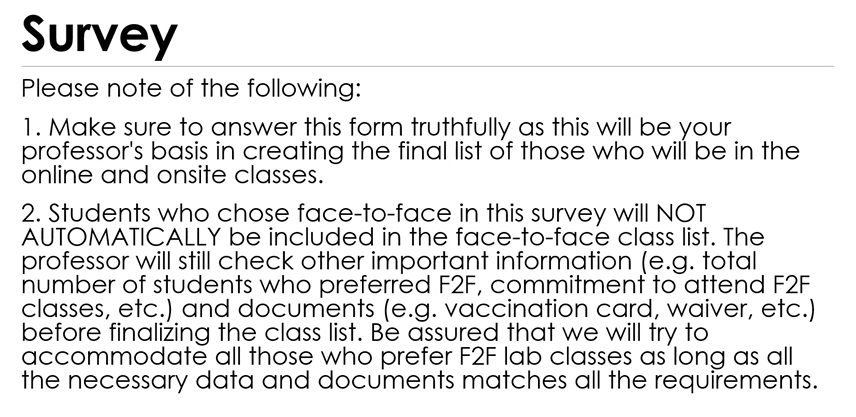 Survey
Please note of the following:
1. Make sure to answer this form truthfully as this will be your
professor's basis in creating the final list of those who will be in the
online and onsite classes.
2. Students who chose face-to-face in this survey will NOT
AUTOMATICALLY be included in the face-to-face class list. The
professor will still check other important information (e.g. total
number of students who preferred F2F, commitment to attend F2F
classes, etc.) and documents (e.g. vaccination card, waiver, etc.)
before finalizing the class list. Be assured that we will try to
accommodate all those who prefer F2F lab classes as long as all
the necessary data and documents matches all the requirements.